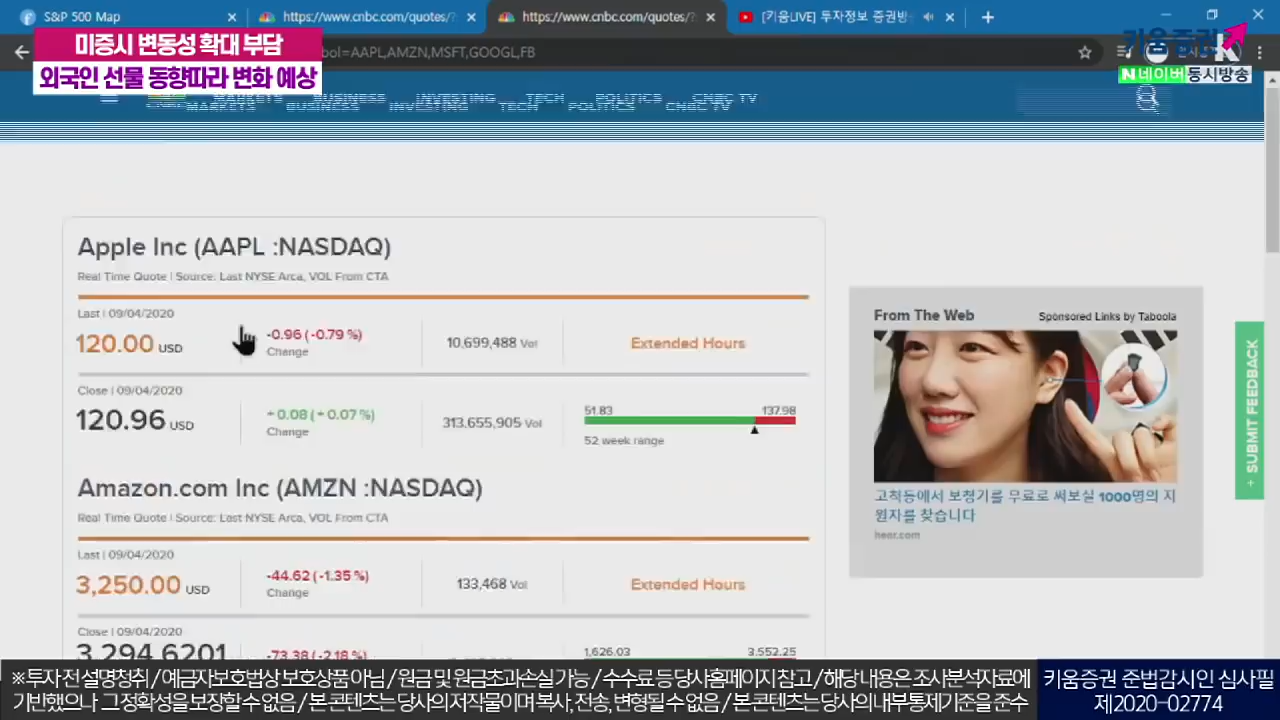 S&P 500 Map
https://www.cnbc.com/quotes/?
https://www.cnbc.com/quotes/?
[키움LIVE] 투자정보 증권방
미증시 변동성 확대 부담
외국인 선물 동향따라 변화 예상
bol=AAPL,AMZN,MSFT,GOOGL,FB
키움증권
N 네이버 동시방송
MARKETS BUSINESS INVESTING TECH POLITICS CNBC TV
Apple Inc (AAPL :NASDAQ)
Real Time Quote | Source: Last NYSE Arca, VOL From CTA
Last | 09/04/2020
120.00 USD
-0.96 (-0.79 %)
Change
10,699,488 Vol
Extended Hours
Close | 09/04/2020
120.96 USD
+0.08 (+0.07 %)
Change
313,655,905 Vol
51.83 137.98
52 week range
Amazon.com Inc (AMZN :NASDAQ)
Real Time Quote | Source: Last NYSE Arca, VOL From CTA
Last | 09/04/2020
3,250.00 USD
-44.62 (-1.35 %)
Change
133,468 Vol
Extended Hours
Close | 09/04/2020
3,294.6201
-73.38 (-2.18 %)
1,626.03 3,552.25
From The Web
Sponsored Links by Taboola
고척동에서 보청기를 무료로 써보실 1000명의 지
원자를 찾습니다
hear.com
+ SUBMIT FEEDBACK
※ 투자 전 설명청취 / 예금자보호법상 보호상품 아님 / 원금 및 원금초과손실 가능 / 수수료 등 당사홈페이지 참고 / 해당 내용은 조사분석자료에
기반했으나 그 정확성을 보장할 수 없음 / 본 콘텐츠는 당사의 저작물이며 복사, 전송, 변형될 수 없음 / 본 콘텐츠는 당사의 내부통제기준을 준수
키움증권 준법감시인 심사필
제2020-02774